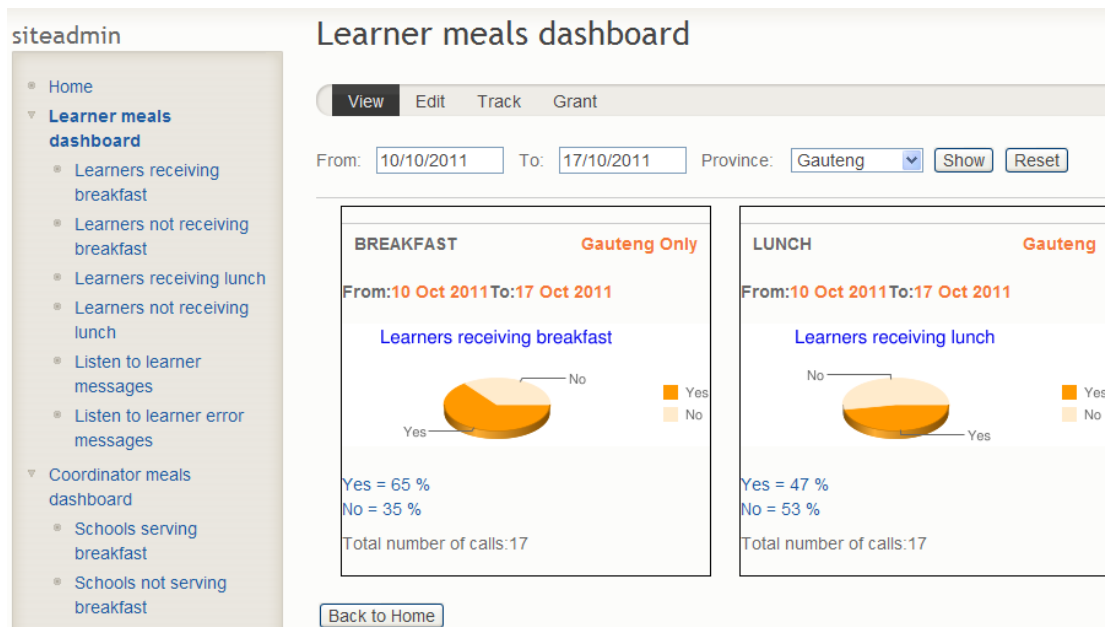 siteadmin
Home
Learner meals
dashboard
Learners receiving
breakfast
Learners not receiving
breakfast
Learners receiving lunch
Learners not receiving
lunch
Listen to learner
messages
Listen to learner error
messages
Coordinator meals
dashboard
Schools serving
breakfast
Schools not serving
breakfast
Learner meals dashboard
View Edit Track Grant
From: 10/10/2011 To: 17/10/2011 Province: Gauteng Show Reset
BREAKFAST Gauteng Only
From:10 Oct 2011To:17 Oct 2011
Learners receiving breakfast
No
Yes
Yes
No
Yes = 65 %
No = 35 %
Total number of calls:17
LUNCH Gauteng
From:10 Oct 2011To:17 Oct 2011
Learners receiving lunch
No
Yes
Yes
No
Yes = 47 %
No = 53 %
Total number of calls:17
Back to Home